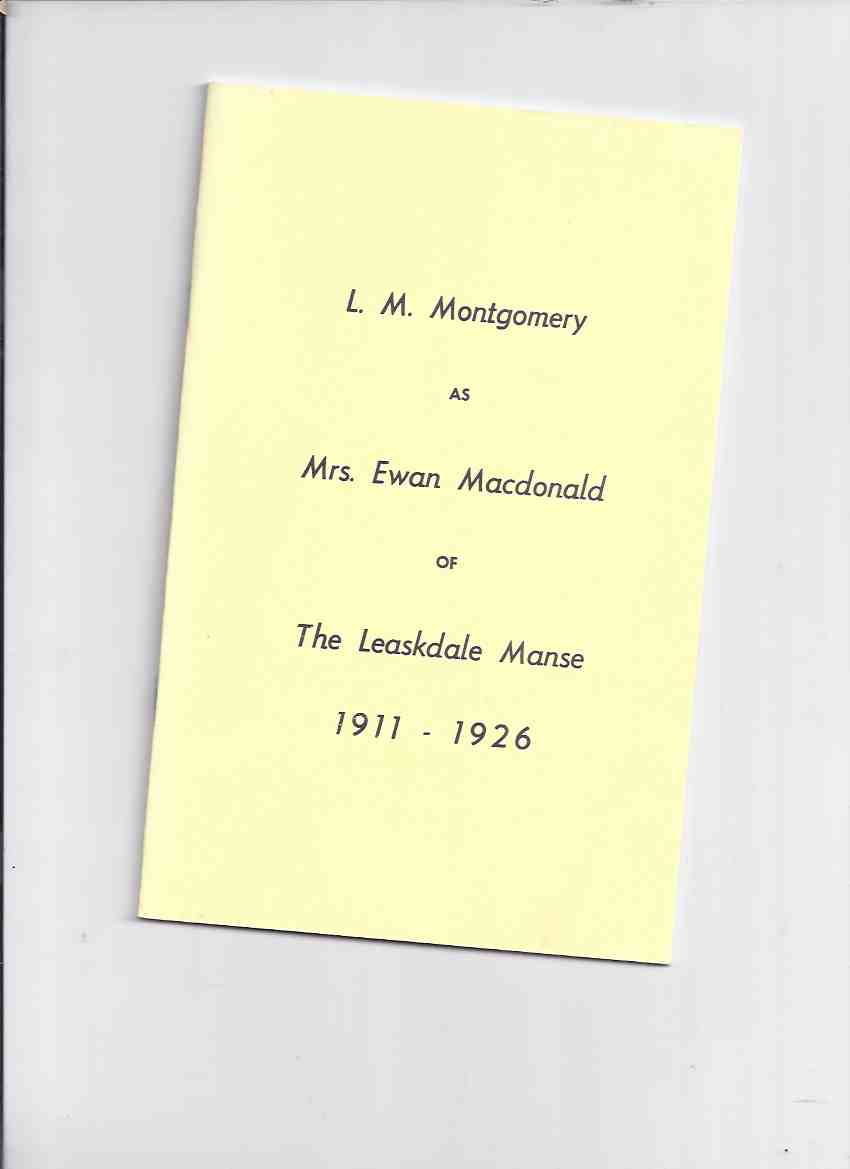 L. M. Montgomery
AS
Mrs. Ewan Macdonald
OF
The Leaskdale Manse
1911 - 1926